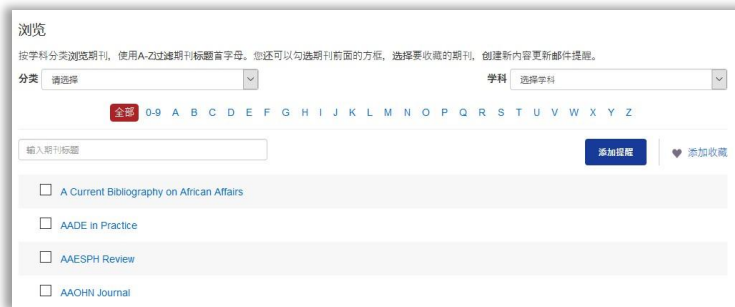 浏览
按学科分类浏览期刊，使用A-Z过滤期刊标题首字母。您还可以勾选期刊前面的方框，选择要收藏的期刊，创建新内容更新邮件提醒。
分类 请选择 学科 选择学科
全部 0-9 A B C D E F G H I J K L M N O P Q R S T U V W X Y Z
输入期刊标题 添加提醒 添加收藏
A Current Bibliography on African Affairs
AADE in Practice
AAESPH Review
AAOHN Journal